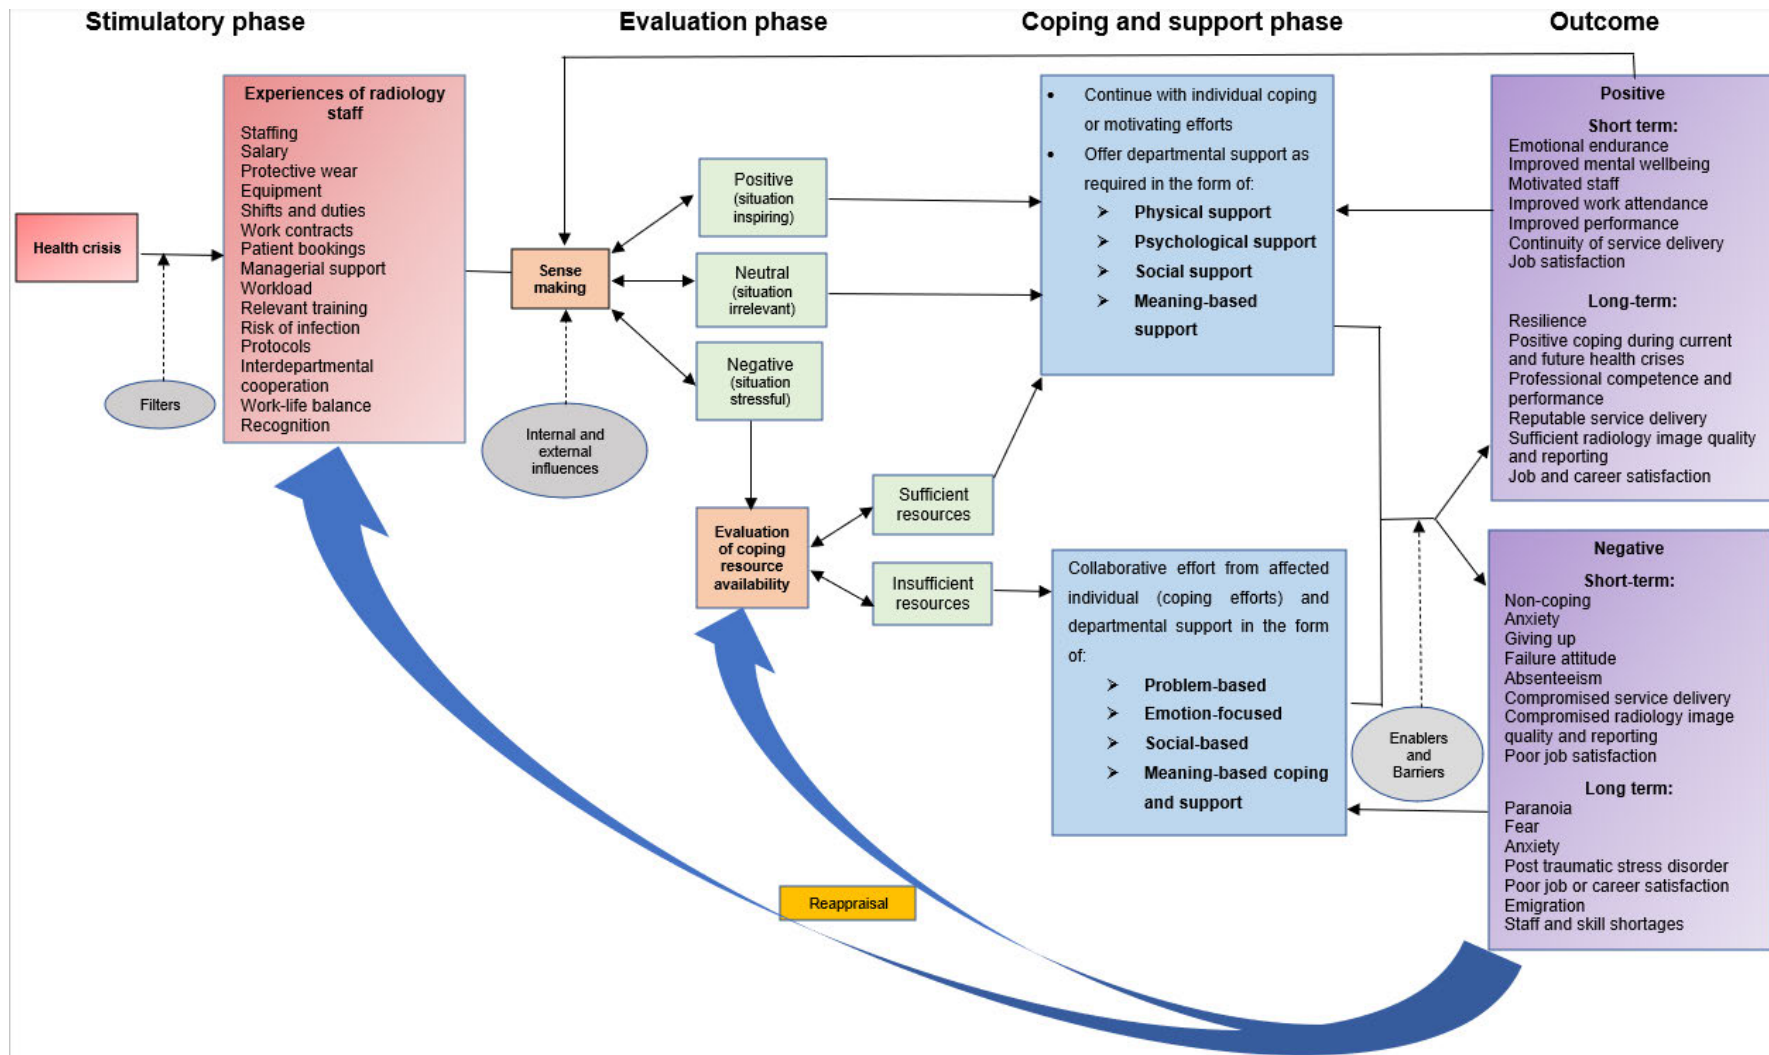 Stimulatory phase
Evaluation phase
Coping and support phase
Outcome
Health crisis
Filters
Experiences of radiology
staff
Staffing
Salary
Protective wear
Equipment
Shifts and duties
Work contracts
Patient bookings
Managerial support
Workload
Relevant training
Risk of infection
Protocols
Interdepartmental
cooperation
Work-life balance
Recognition
Sense
making
Internal and
external
influences
Positive
(situation
inspiring)
Neutral
(situation
irrelevant)
Negative
(situation
stressful)
Evaluation
of coping
resource
availability
Sufficient
resources
Insufficient
resources
• Continue with individual coping
or motivating efforts
• Offer departmental support as
required in the form of:
➢ Physical support
➢ Psychological support
➢ Social support
➢ Meaning-based
support
Collaborative effort from affected
individual (coping efforts) and
departmental support in the form
of:
➢ Problem-based
➢ Emotion-focused
➢ Social-based
➢ Meaning-based coping
and support
Enablers
and
Barriers
Positive
Short term:
Emotional endurance
Improved mental wellbeing
Motivated staff
Improved work attendance
Improved performance
Continuity of service delivery
Job satisfaction
Long-term:
Resilience
Positive coping during current
and future health crises
Professional competence and
performance
Reputable service delivery
Sufficient radiology image quality
and reporting
Job and career satisfaction
Negative
Short-term:
Non-coping
Anxiety
Giving up
Failure attitude
Absenteeism
Compromised service delivery
Compromised radiology image
quality and reporting
Poor job satisfaction
Long term:
Paranoia
Fear
Anxiety
Post traumatic stress disorder
Poor job or career satisfaction
Emigration
Staff and skill shortages
Reappraisal